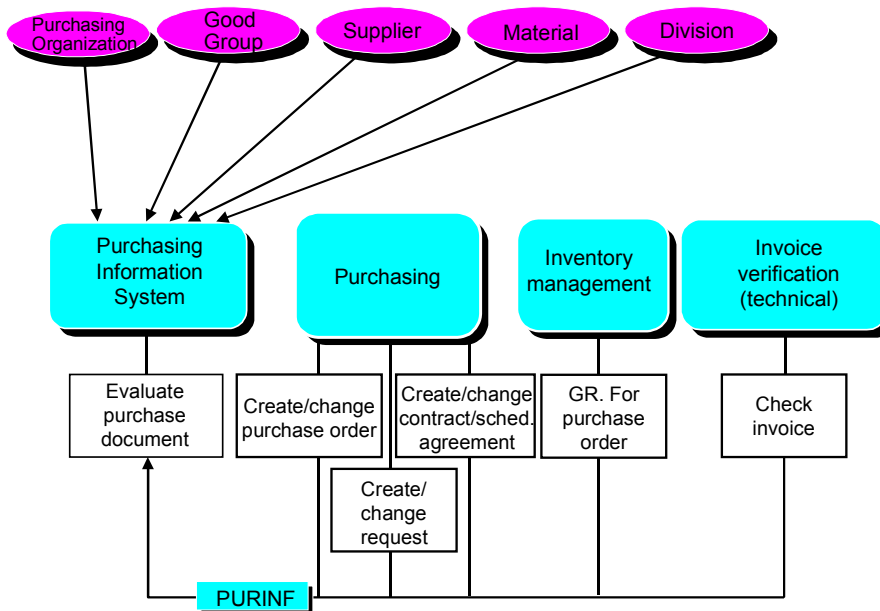 Purchasing
Organization
Good
Group
Supplier
Material
Division
Purchasing
Information
System
Purchasing
Inventory
management
Invoice
verification
(technical)
Evaluate
purchase
document
Create/change
purchase order
Create/change
contract/sched.
agreement
GR. For
purchase
order
Check
invoice
Create/
change
request
PURINF